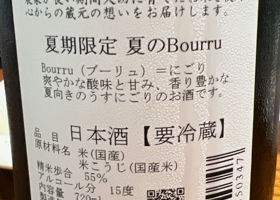 心からの蔵元の想いをお届けします。
夏期限定 夏のBourru
Bourru（ブーリュ）＝にごり
爽やかな酸味と甘み、香り豊かな
夏向きのうすにごりのお酒です。
品目 日本酒【要冷蔵】
原材料名 米(国産)
米こうじ(国産米)
精米歩合 55%
アルコール分 15度
内容量 720ml
50347